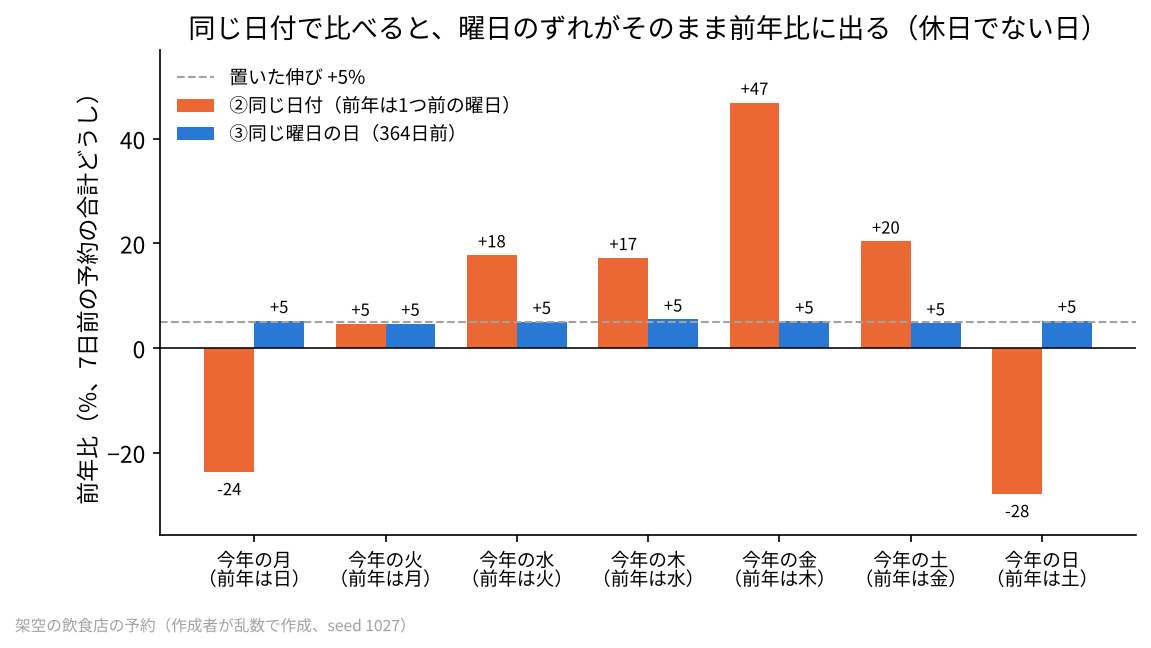 同じ日付で比べると、曜日のずれがそのまま前年比に出る（休日でない日）
置いた伸び +5%
②同じ日付（前年は1つ前の曜日）
③同じ曜日の日（364日前）
前年比（%、7日前の予約の合計どうし）
40
20
0
−20
-24
+5
+5
+5
+18
+5
+17
+5
+47
+5
+20
+5
-28
+5
今年の月
（前年は日）
今年の火
（前年は月）
今年の水
（前年は火）
今年の木
（前年は水）
今年の金
（前年は木）
今年の土
（前年は金）
今年の日
（前年は土）
架空の飲食店の予約（作成者が乱数で作成、seed 1027）